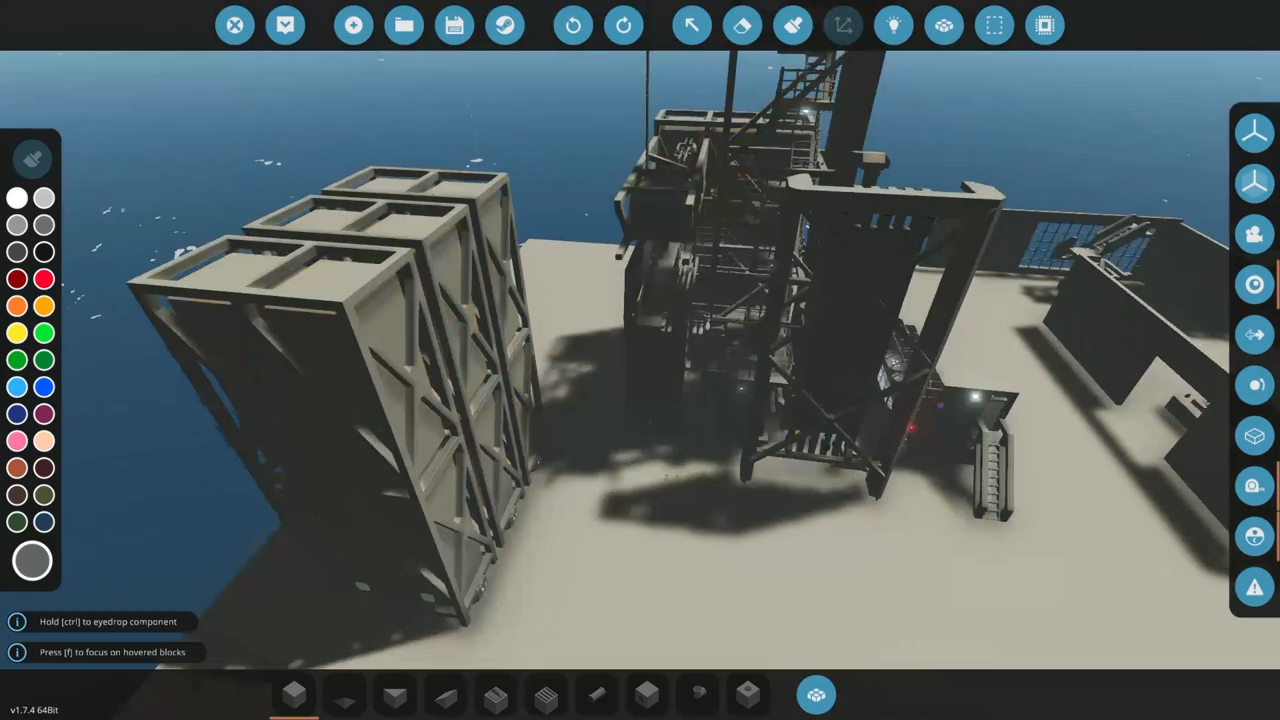 Hold [ctrl] to eyedrop component
Press [f] to focus on hovered blocks
v1.7.4 64Bit